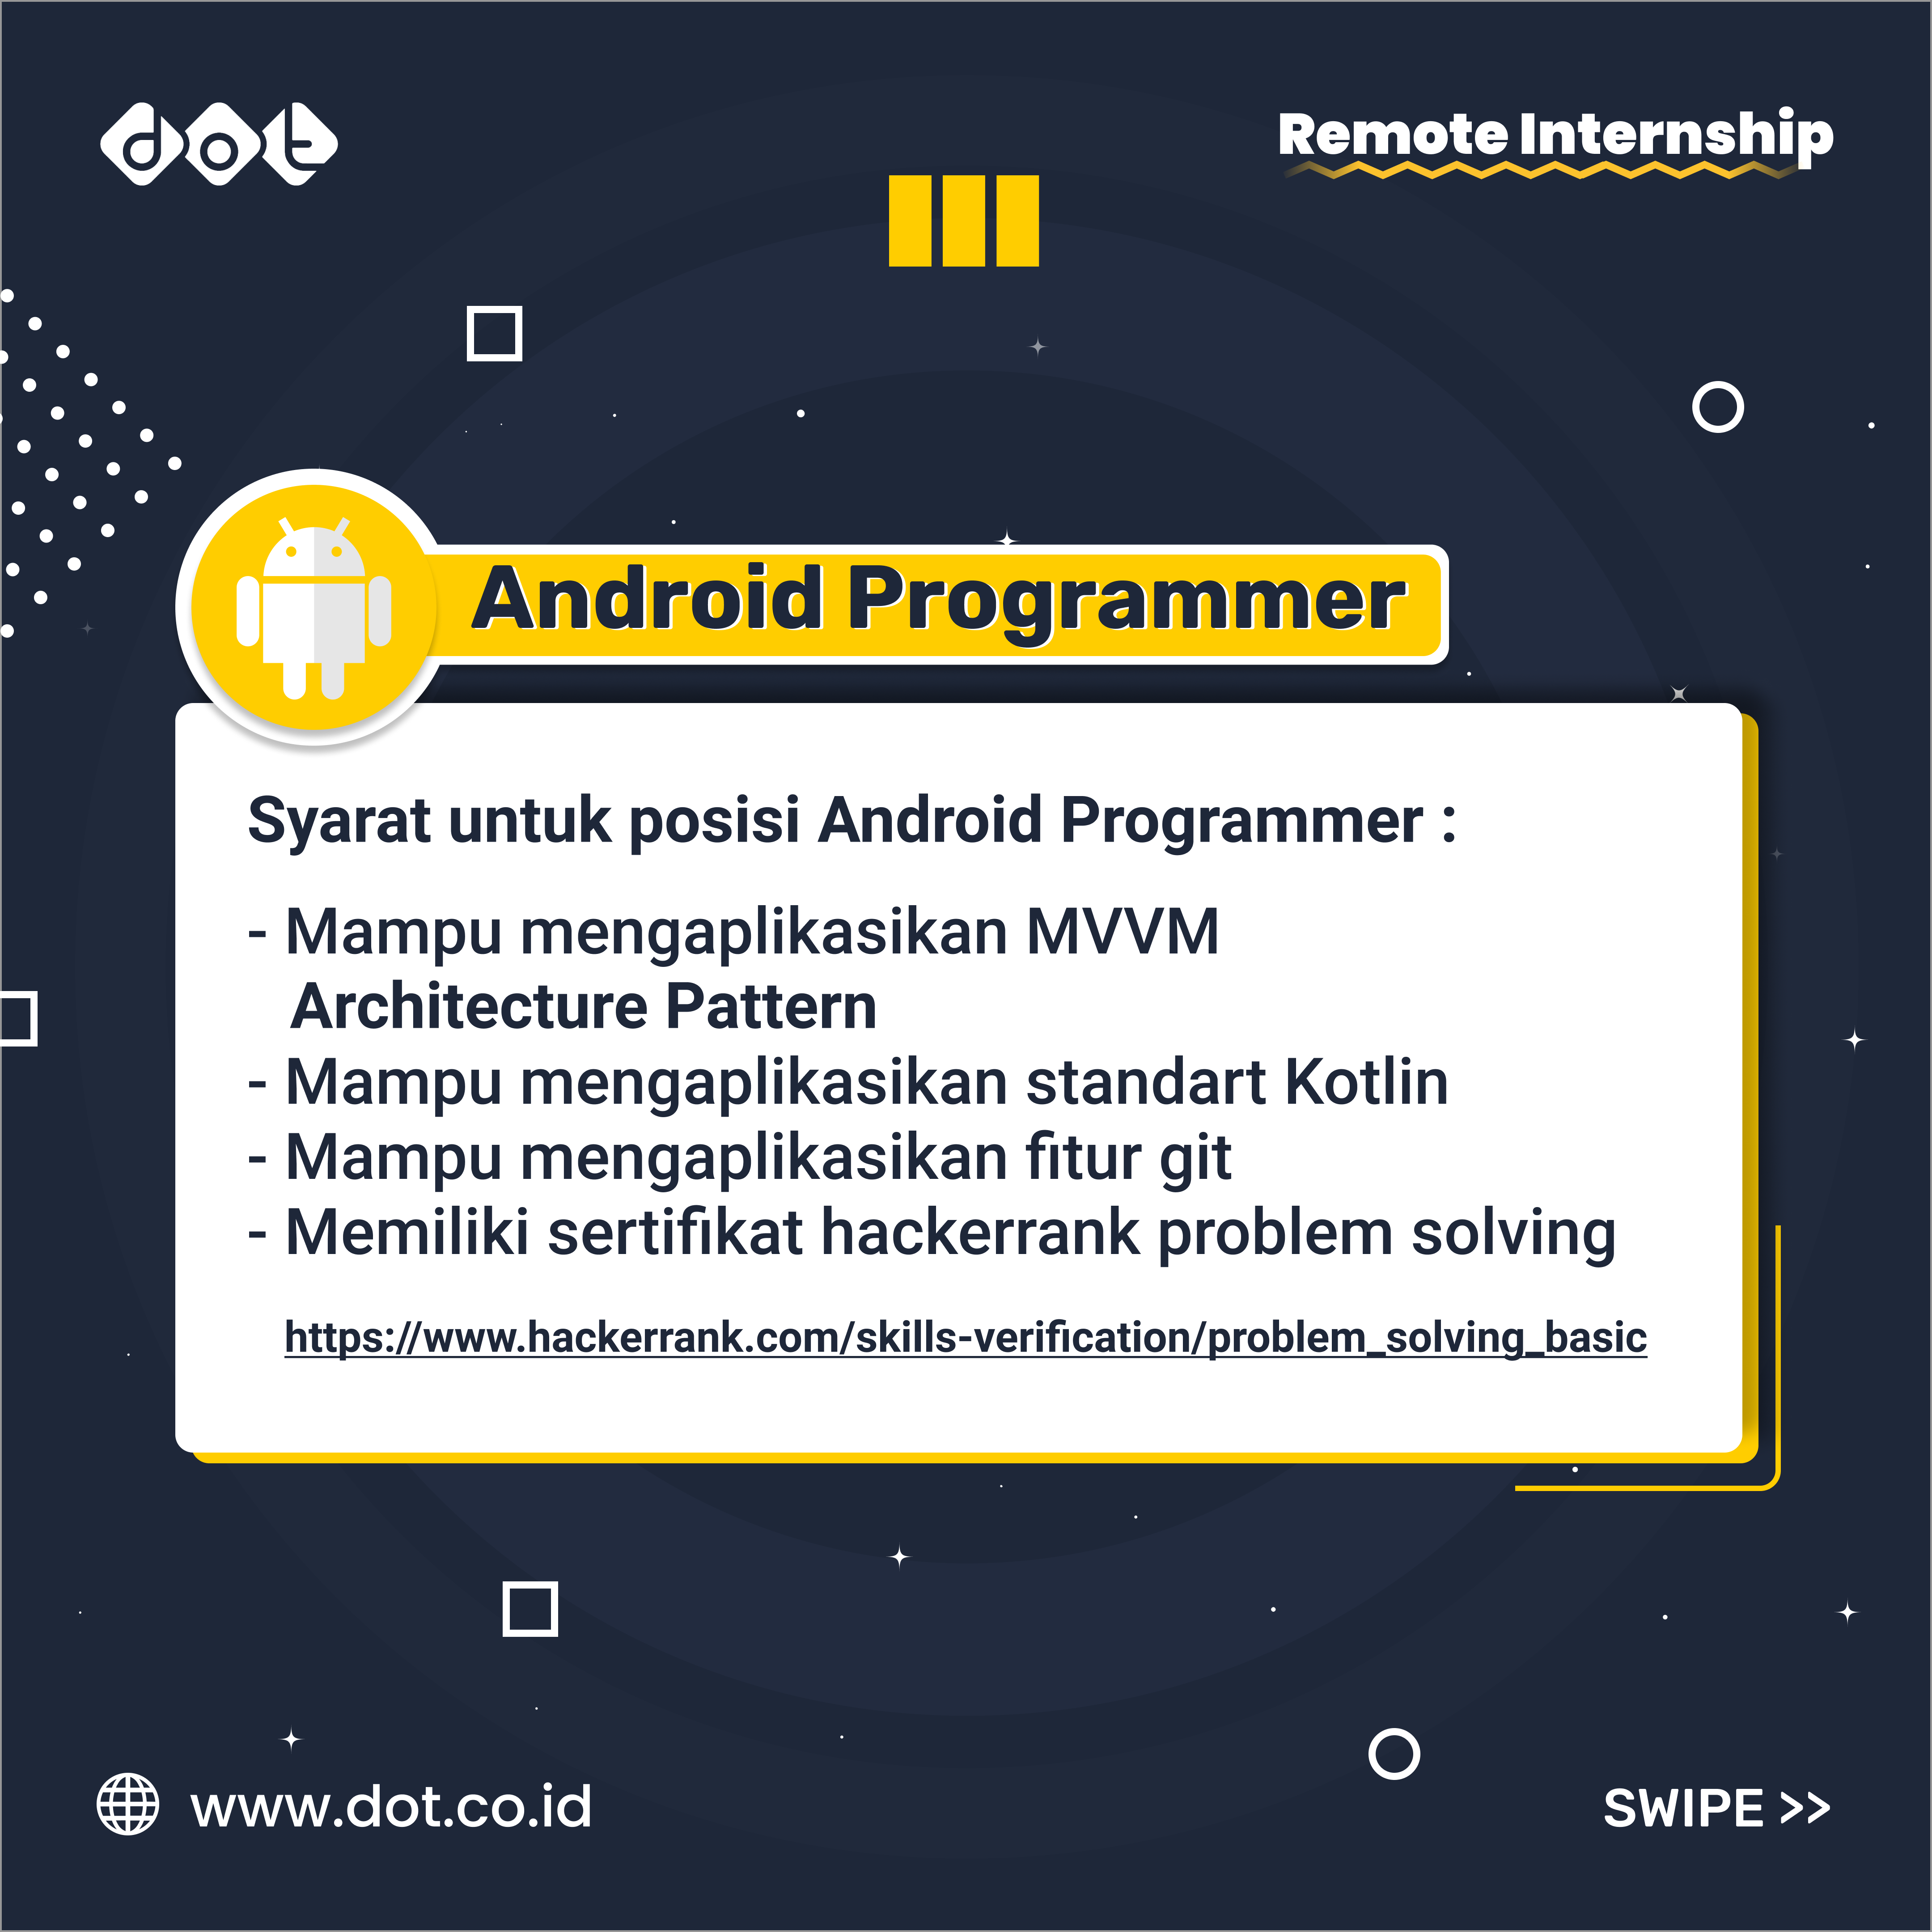 dot
Remote Internship
Android Programmer
Syarat untuk posisi Android Programmer :
- Mampu mengaplikasikan MVVM
Architecture Pattern
- Mampu mengaplikasikan standart Kotlin
- Mampu mengaplikasikan fitur git
- Memiliki sertifikat hackerrank problem solving
https://www.hackerrank.com/skills-verification/problem_solving_basic
www.dot.co.id
SWIPE >>